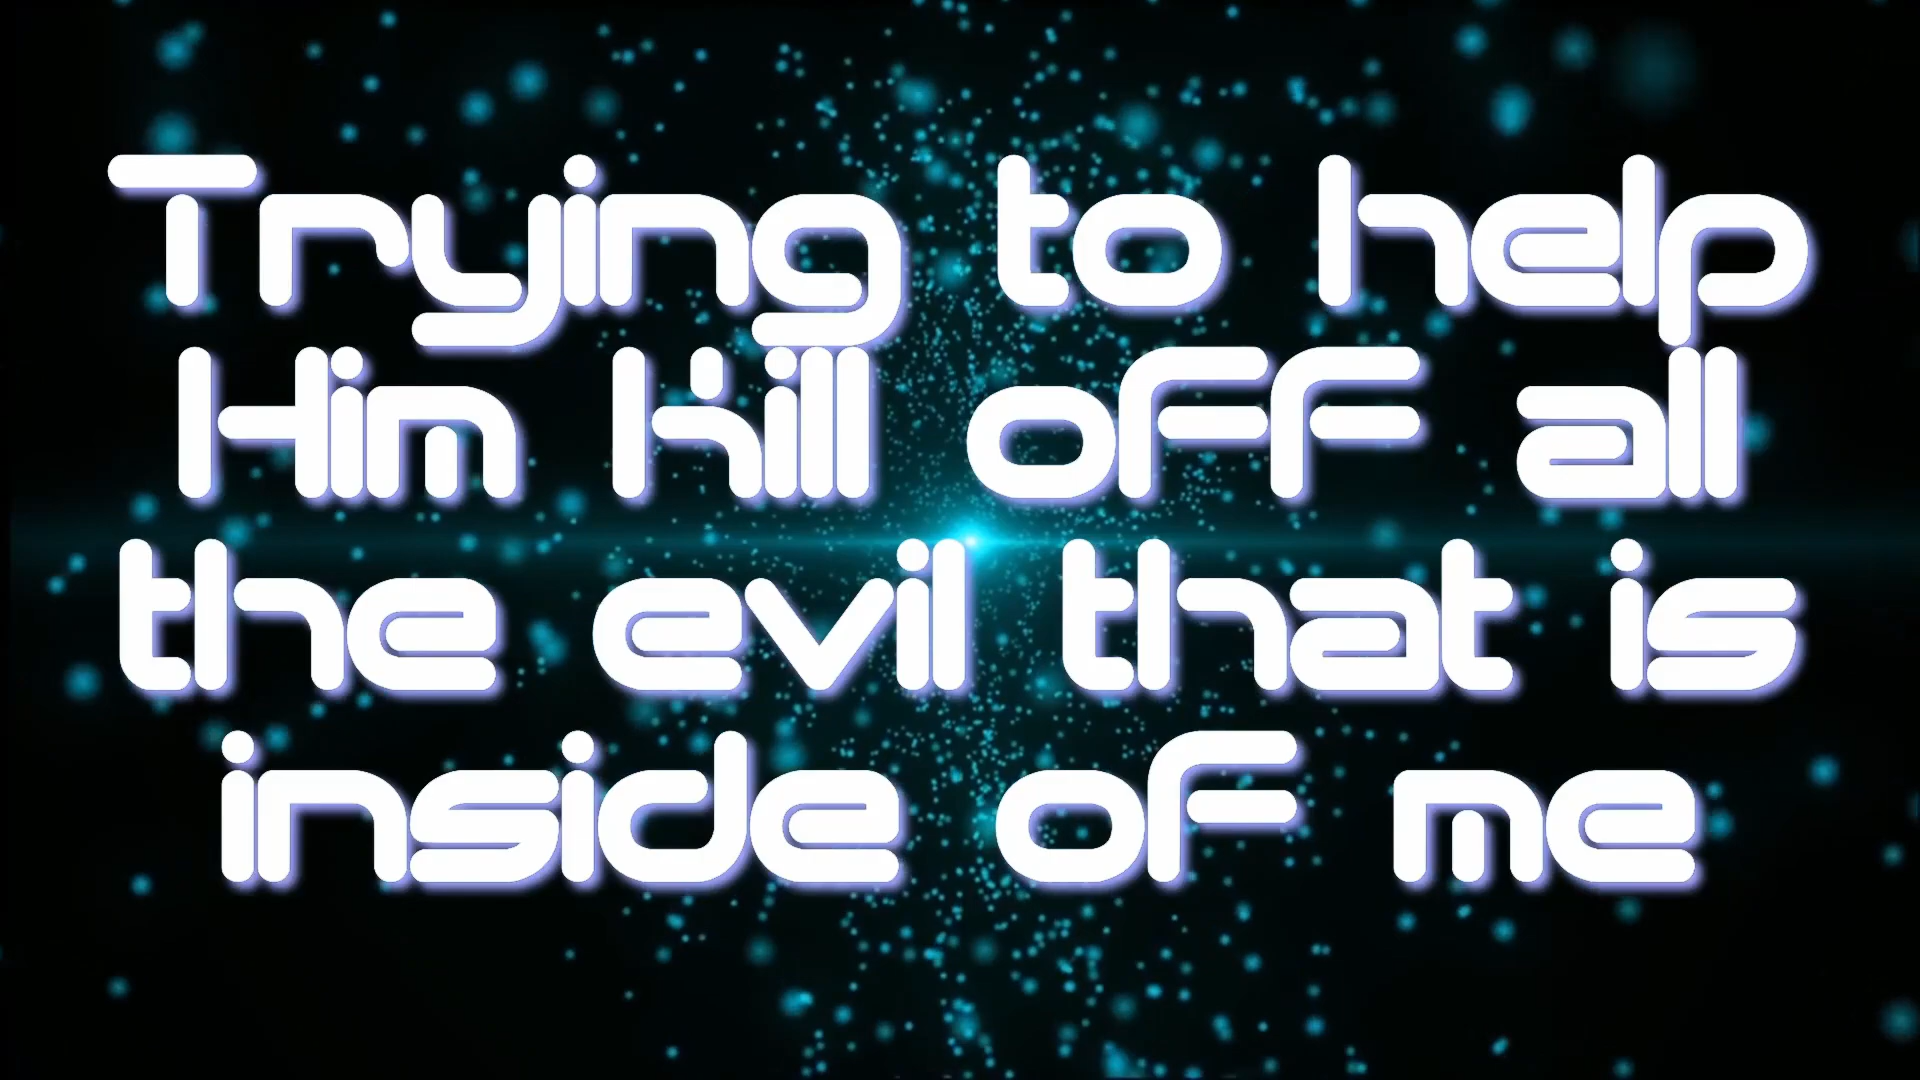 Trying to help
Him kill off all
the evil that is
inside of me